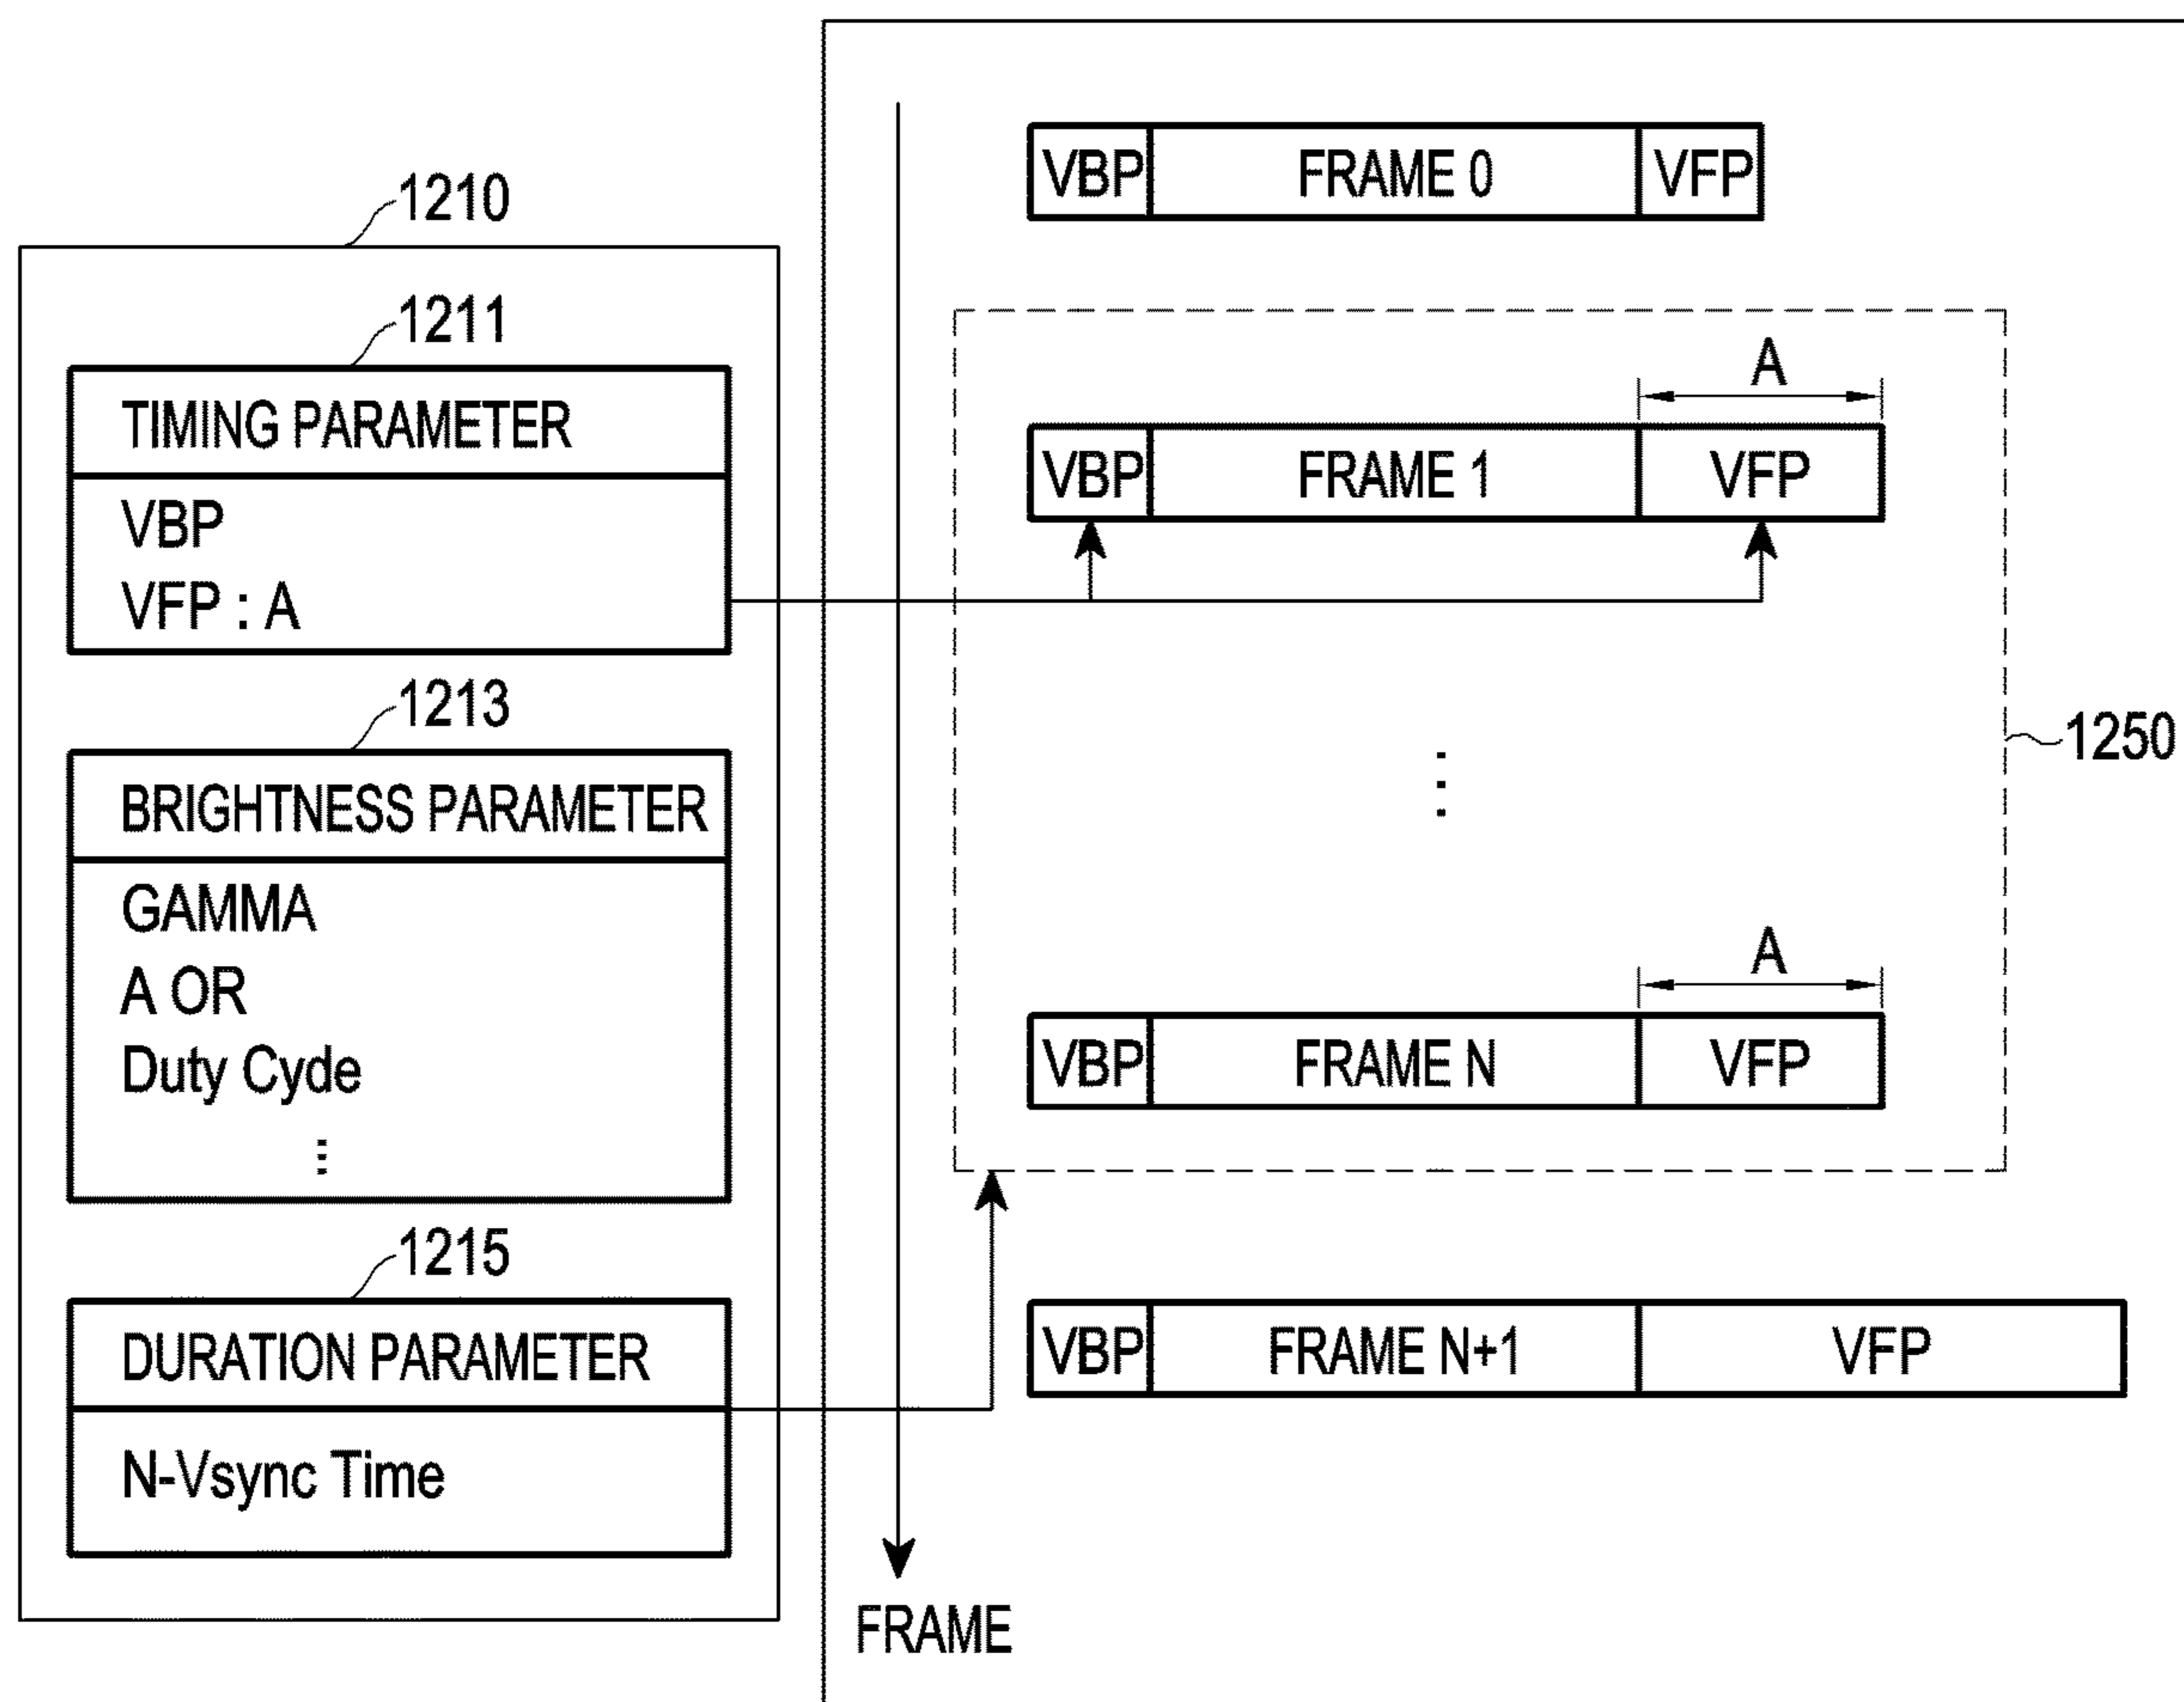 1210
1211
TIMING PARAMETER
VBP
VFP : A
1213
BRIGHTNESS PARAMETER
GAMMA
A OR
Duty Cyde
⋮
1215
DURATION PARAMETER
N-Vsync Time
VBP FRAME 0 VFP
A
VBP FRAME 1 VFP
⋮
1250
A
VBP FRAME N VFP
VBP FRAME N+1 VFP
FRAME